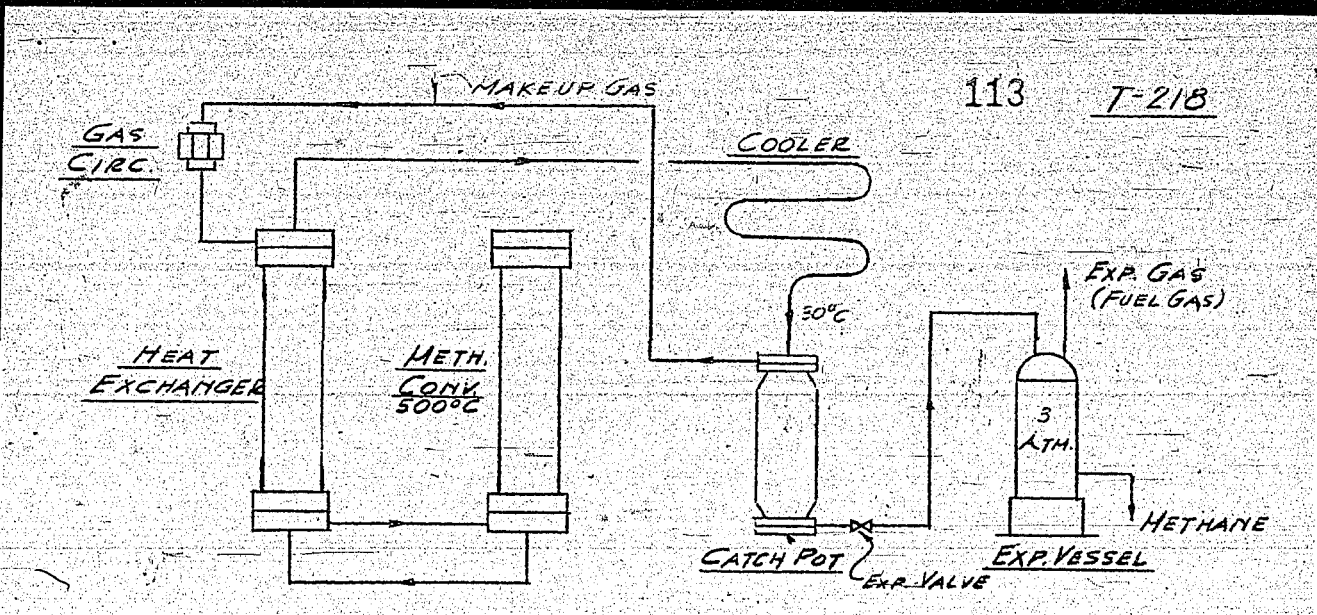 113
T-218
MAKEUP GAS
GAS
CIRC.
COOLER
EXP. GAS
(FUEL GAS)
30°C
HEAT
EXCHANGER
METH.
CONV.
500°C
3
ATM.
METHANE
CATCH POT
EXP. VALVE
EXP. VESSEL